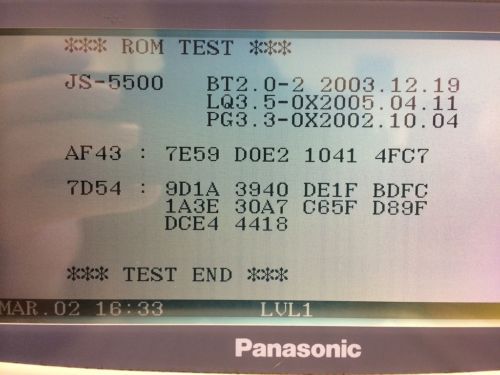 *** ROM TEST ***
JS-5500 BT2.0-2 2003.12.19
LQ3.5-0X2005.04.11
PG3.3-0X2002.10.04
AF43 : 7E59 D0E2 1041 4FC7
7D54 : 9D1A 3940 DE1F BDFC
1A3E 30A7 C65F D89F
DCE4 4418
*** TEST END ***
MAR.02 16:33 LVL1
Panasonic